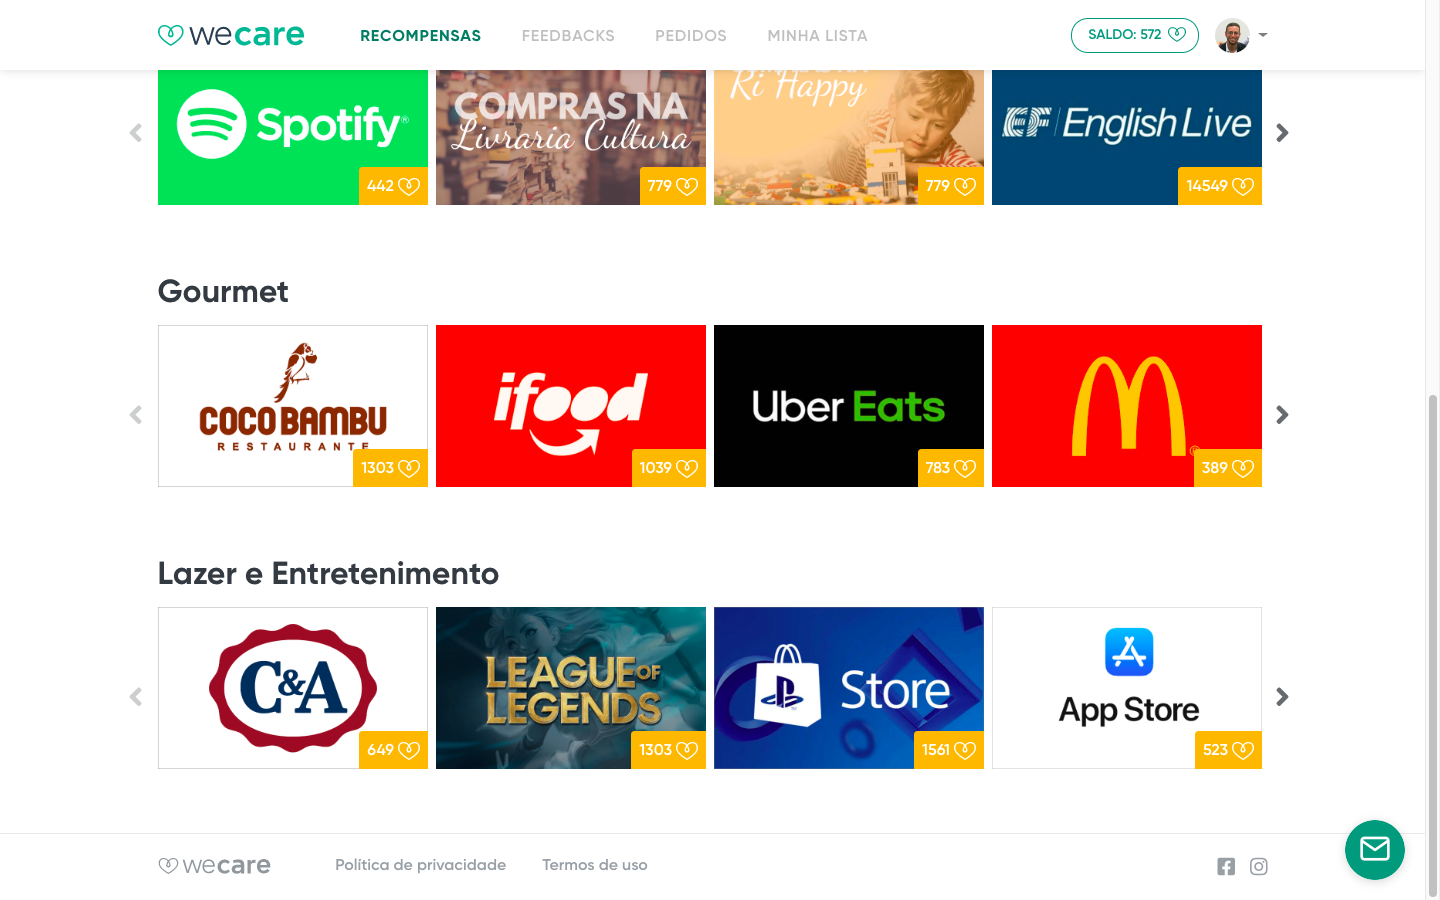 wecare
RECOMPENSAS
FEEDBACKS
PEDIDOS
MINHA LISTA
SALDO: 572
Spotify®
442
COMPRAS NA
Livraria Cultura
779
Ri Happy
779
EF English Live
14549
Gourmet
COCO BAMBU
RESTAURANTE
1303
ifood
1039
Uber Eats
783
389
Lazer e Entretenimento
C&A
649
LEAGUE OF
LEGENDS
1303
Store
1561
App Store
523
wecare
Política de privacidade
Termos de uso